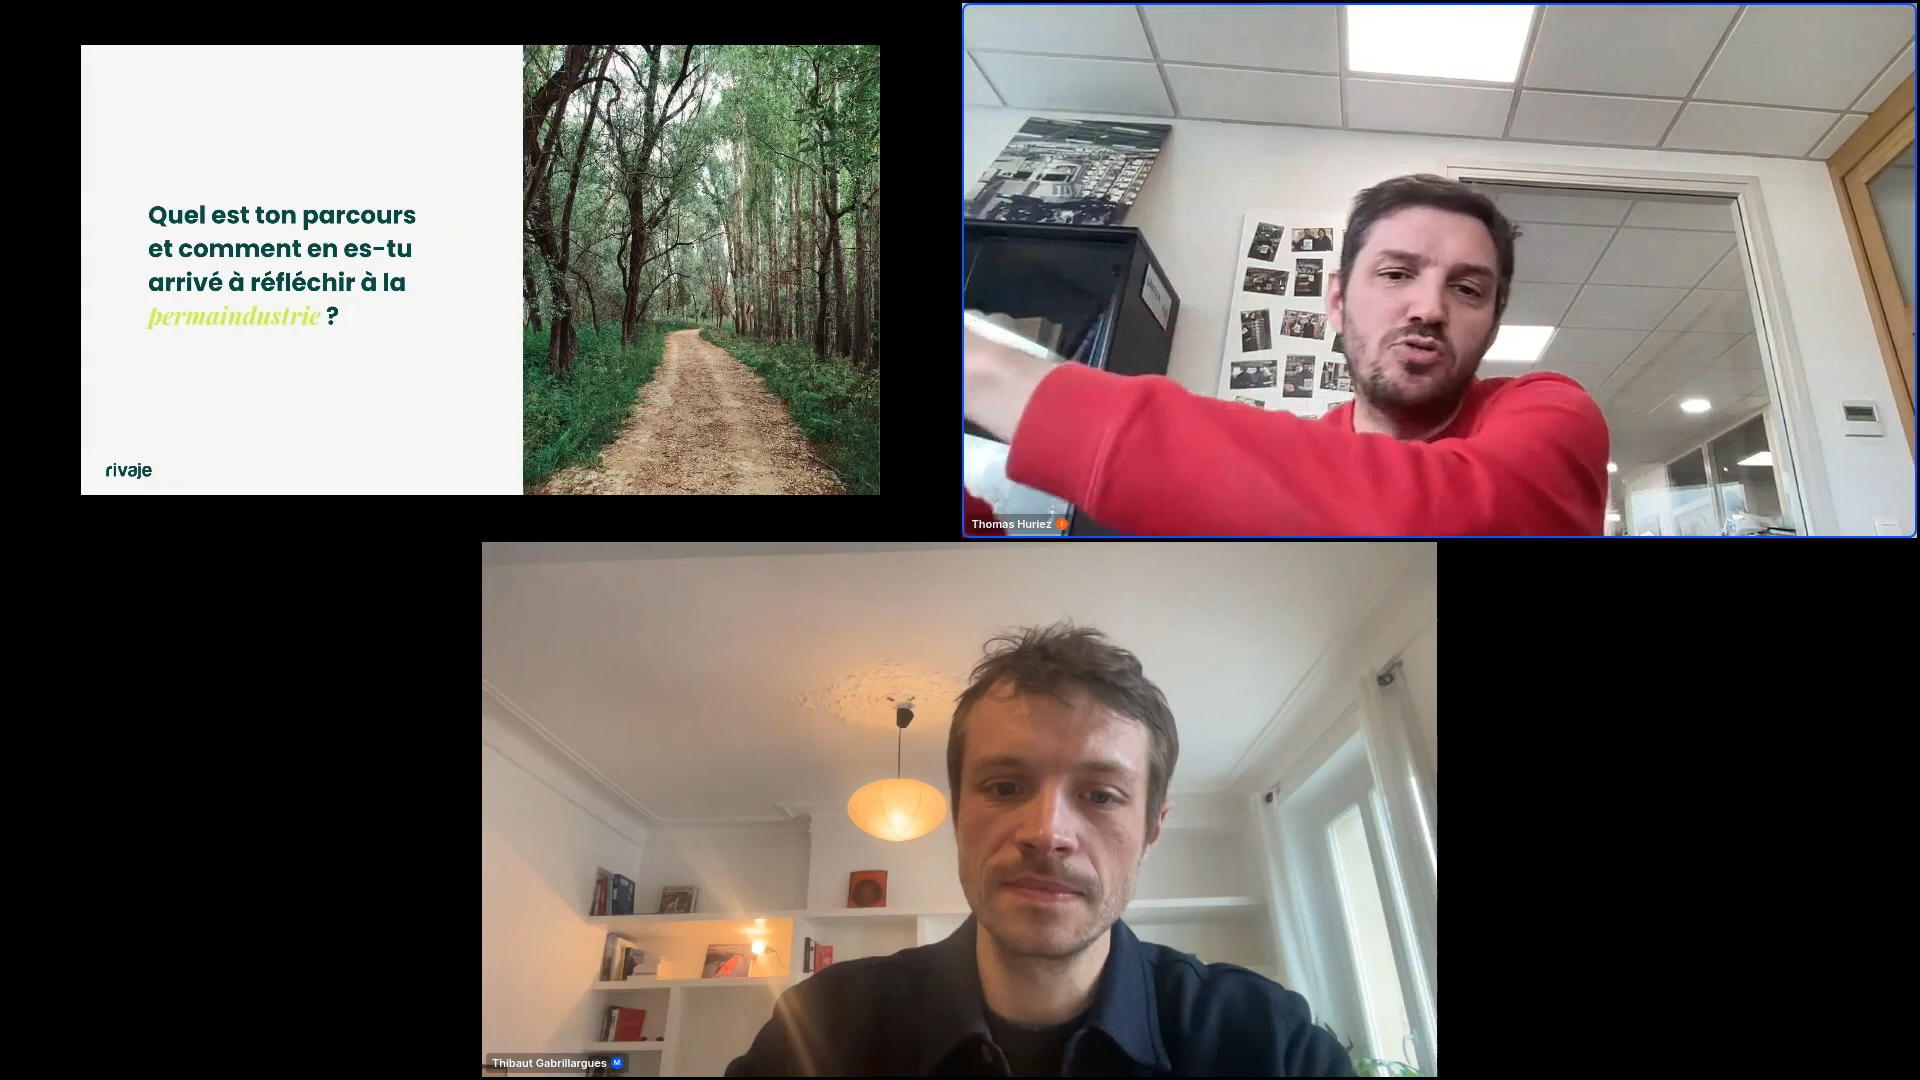 Quel est ton parcours
et comment en es-tu
arrivé à réfléchir à la
permaindustrie ?
rivaje
Thomas Huriez
Thibaut Gabrillargues
M